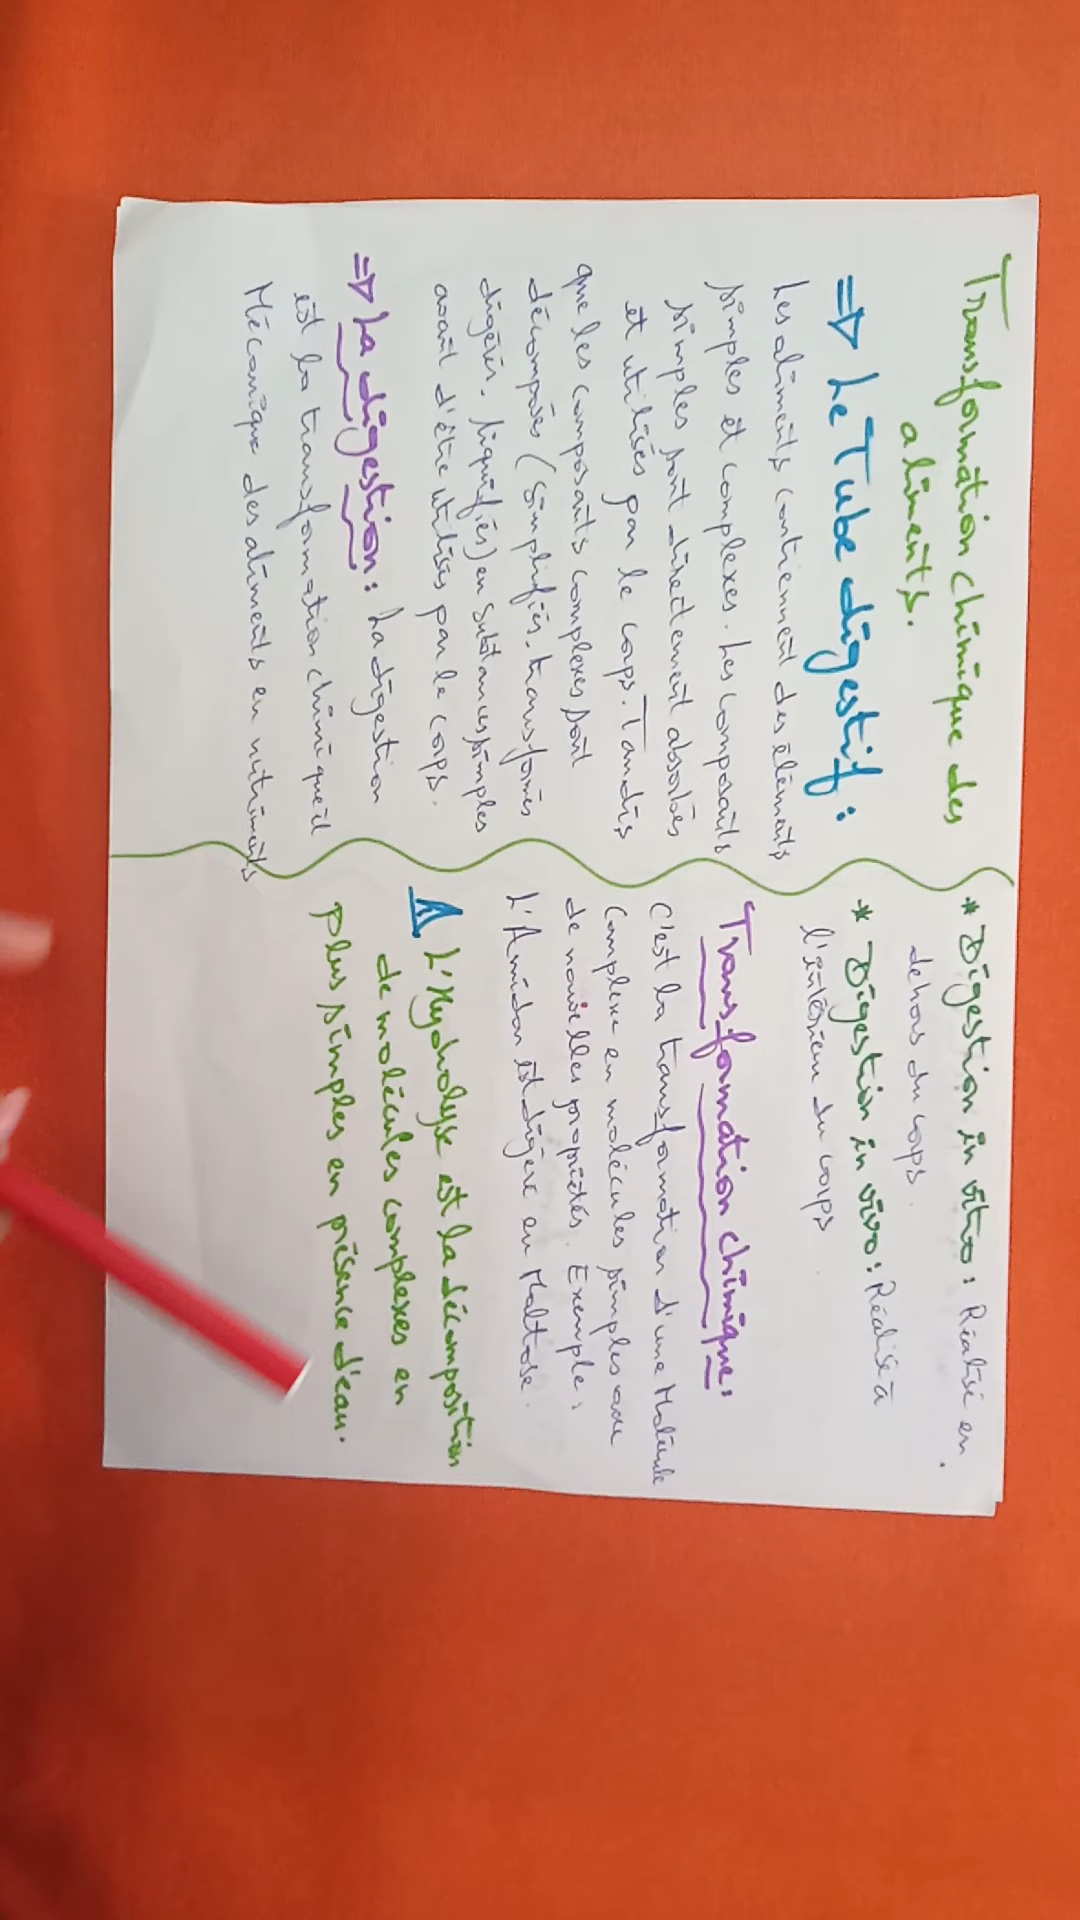 Transformation chimique des
aliments.
=> Le Tube digestif :
Les aliments contiennent des éléments
simples et complexes. Les composants
simples sont directement absorbés
et utilisés par le corps. Tandis
que les composants complexes sont
décomposés (simplifiés, transformés
digérés, liquifiés) en substances simples
avant d'être utilisés par le corps.
=> La digestion : La digestion
est la transformation chimique et
Mécanique des aliments en nutriments
* Digestion in vitro : Réalisé en
dehors du corps.
* Digestion in vivo : Réalisé à
l'intérieur du corps
Transformation chimique :
C'est la transformation d'une Molécule
Complexe en molécules simples avec
de nouvelles propriétés. Exemple :
L'Amidon est digéré en Maltose.
L'Hydrolyse est la décomposition
de molécules complexes en
plus simples en présence d'eau.